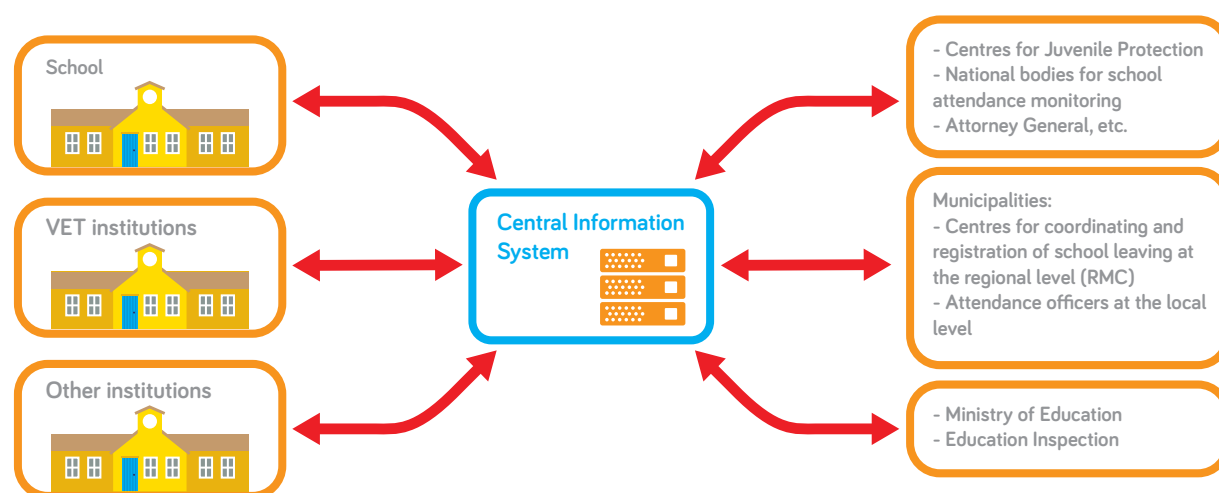 School
VET institutions
Other institutions
Central Information
System
- Centres for Juvenile Protection
- National bodies for school
attendance monitoring
- Attorney General, etc.
Municipalities:
- Centres for coordinating and
registration of school leaving at
the regional level (RMC)
- Attendance officers at the local
level
- Ministry of Education
- Education Inspection